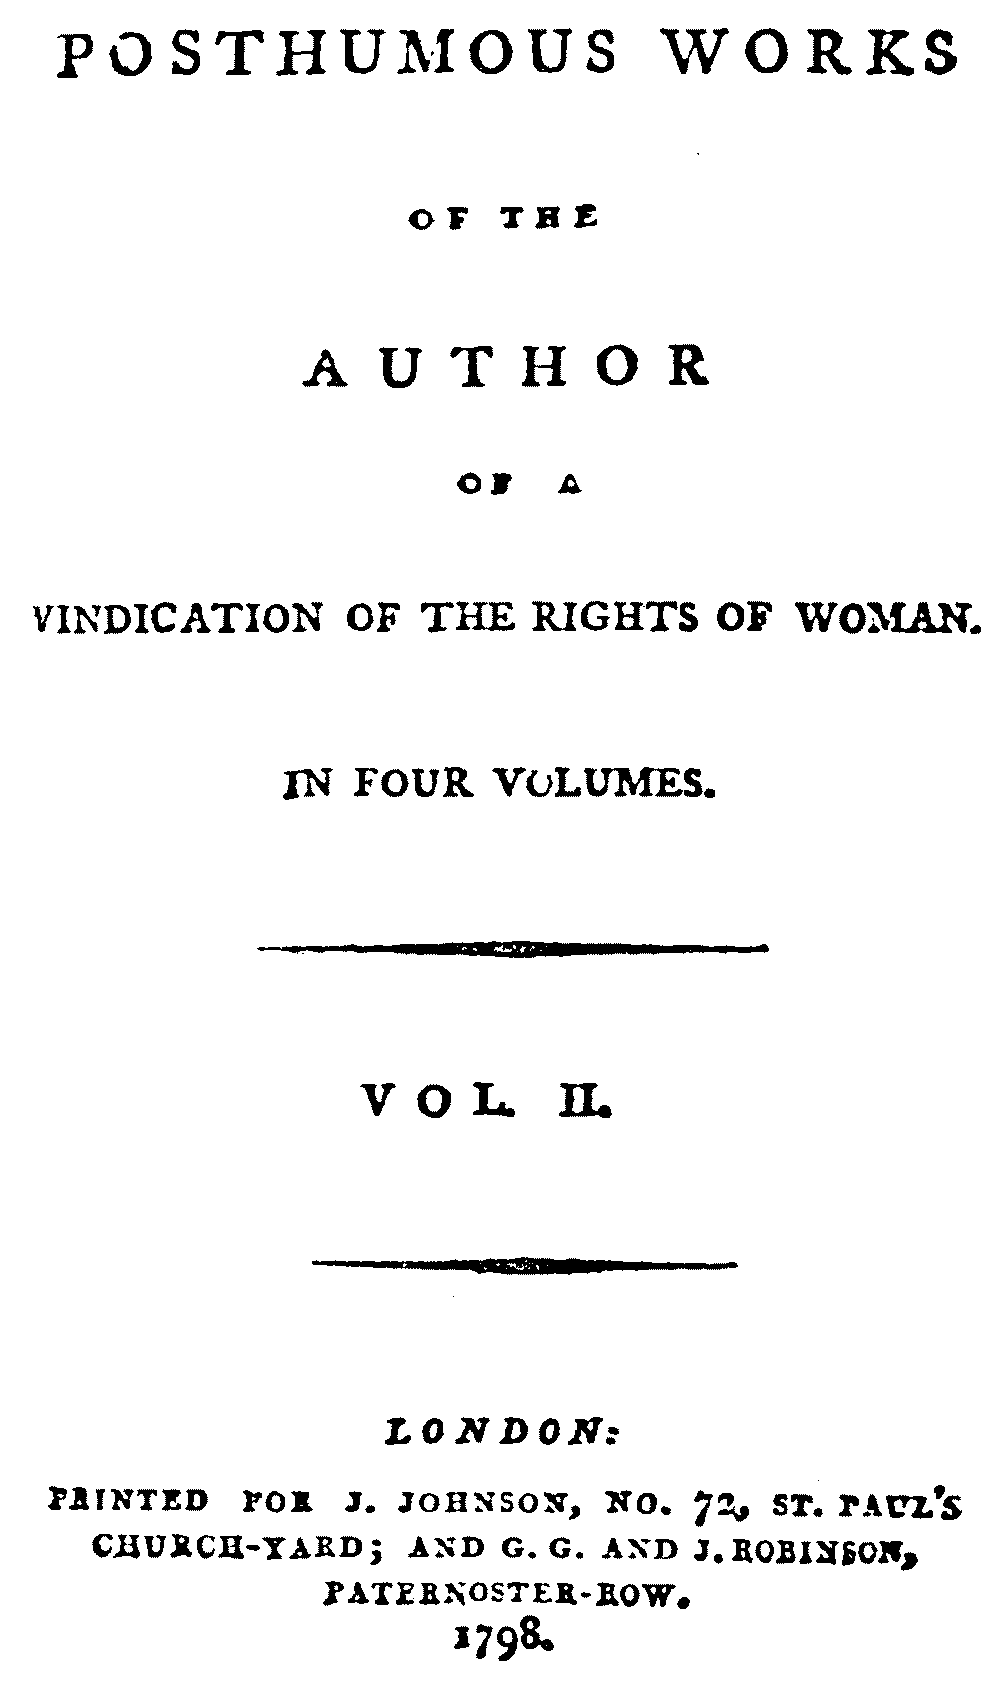 POSTHUMOUS WORKS
OF THE
AUTHOR
OF A
VINDICATION OF THE RIGHTS OF WOMAN.
IN FOUR VOLUMES.
VOL. II.
LONDON:
PRINTED FOR J. JOHNSON, NO. 72, ST. PAUL'S
CHURCH-YARD; AND G. G. AND J. ROBINSON,
PATERNOSTER-ROW.
1798.